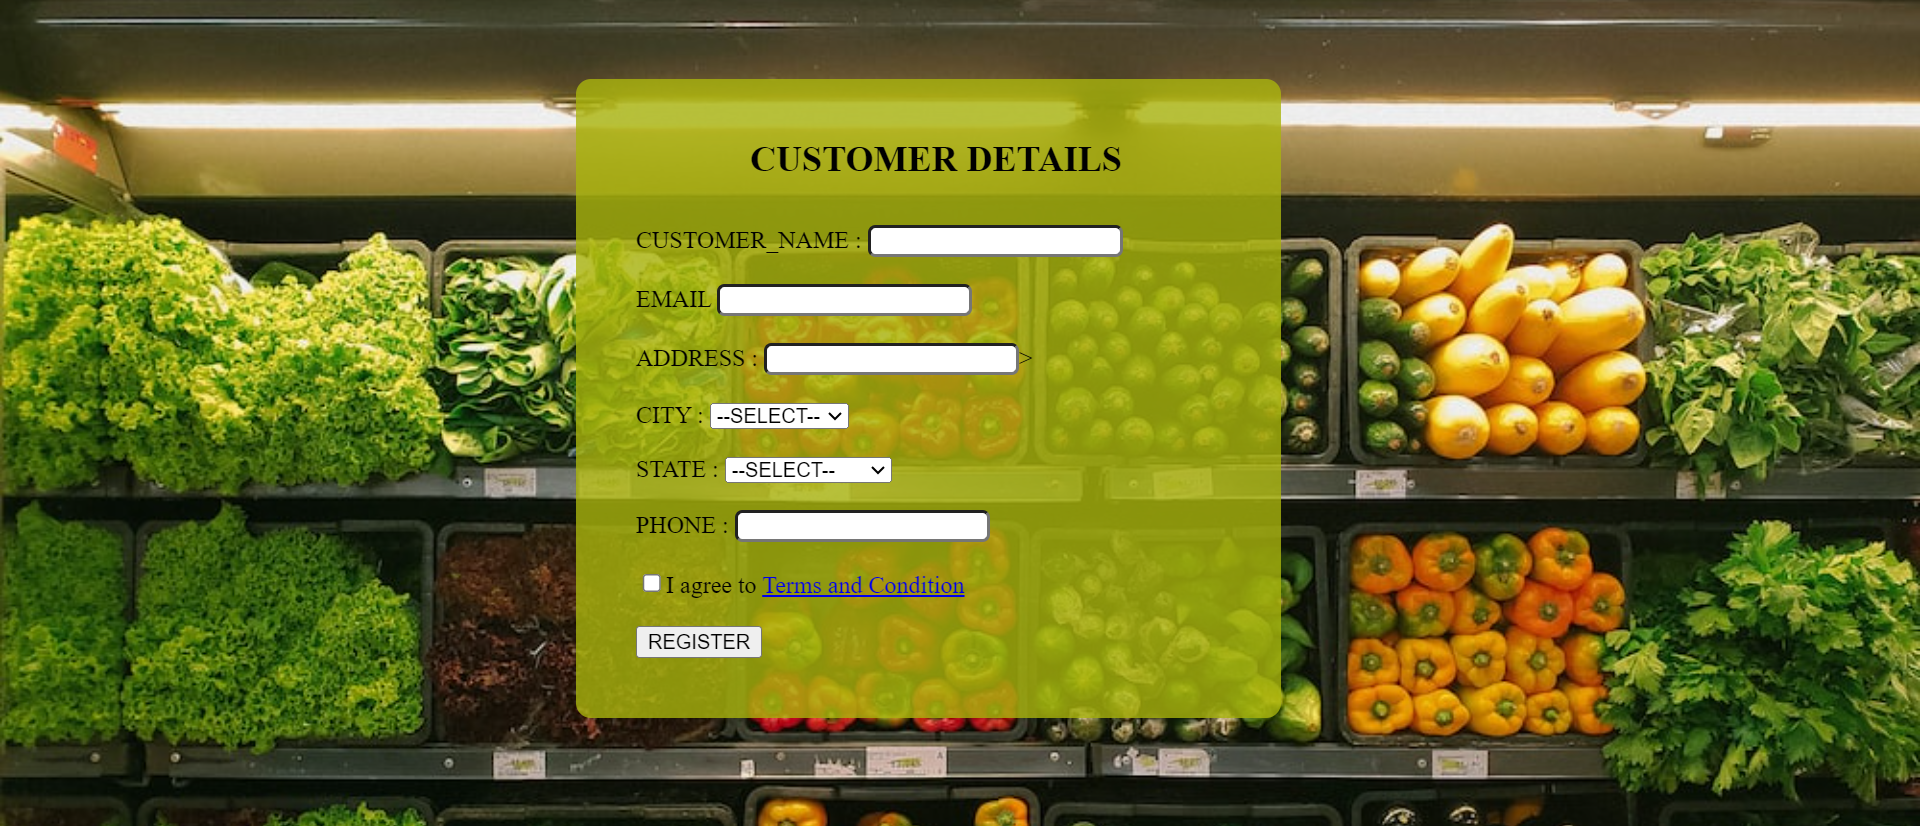 CUSTOMER DETAILS
CUSTOMER_NAME :
EMAIL
ADDRESS : >
CITY : --SELECT--
STATE : --SELECT--
PHONE :
I agree to Terms and Condition
REGISTER